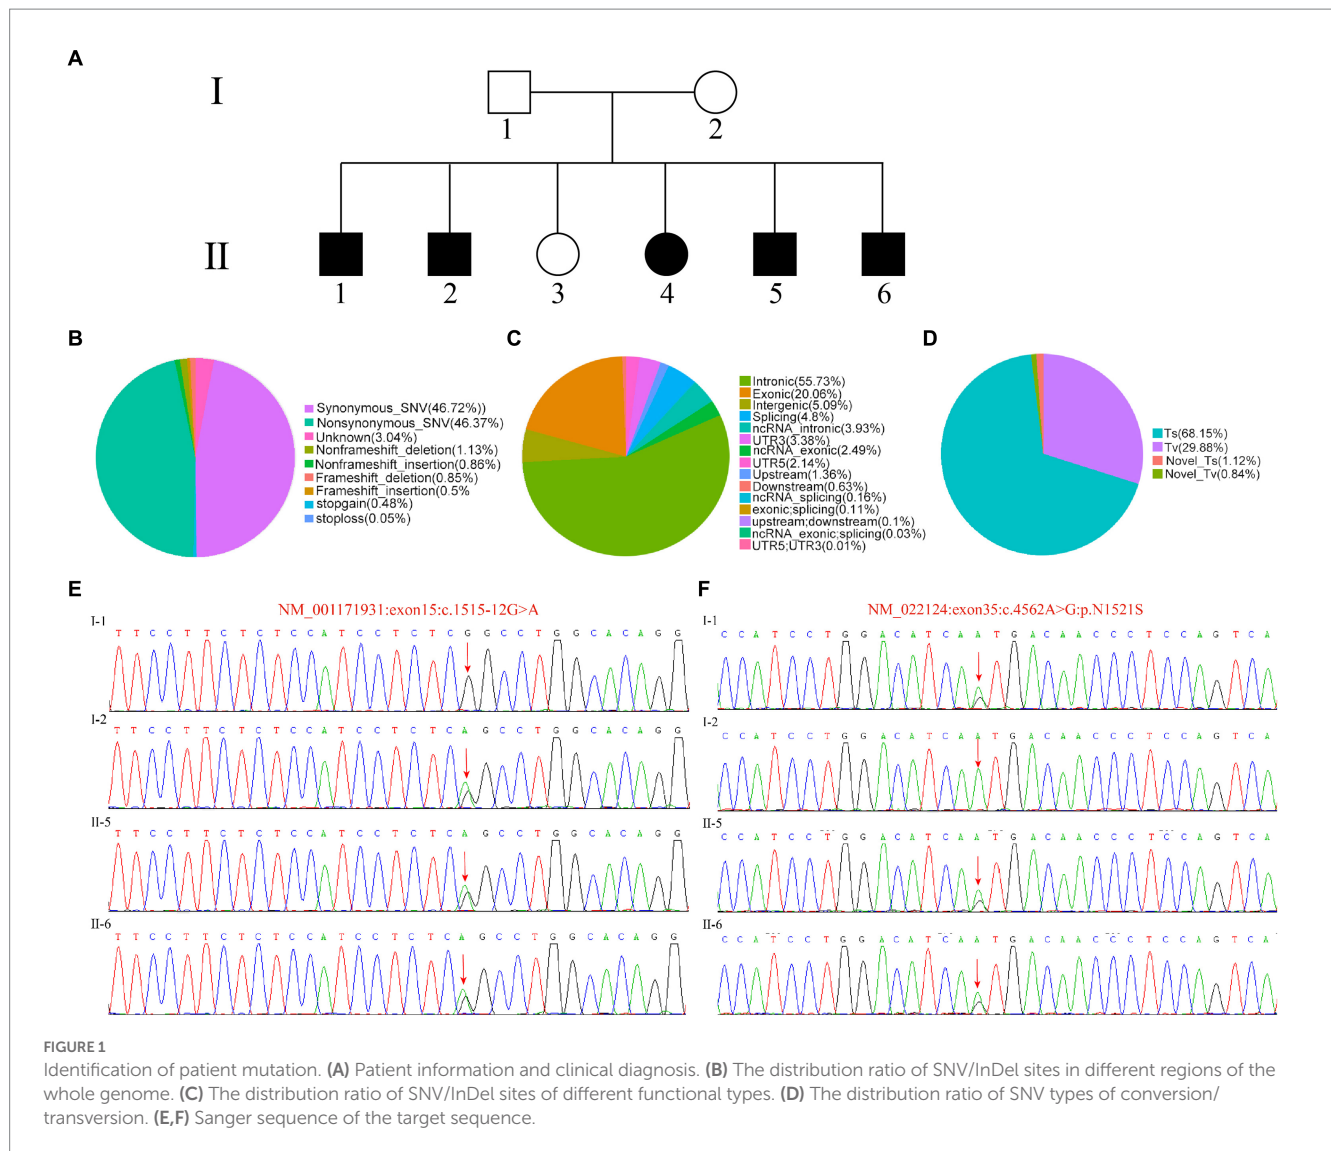 A
I
1
2
II
1
2
3
4
5
6
B
Synonymous_SNV(46.72%))
Nonsynonymous_SNV(46.37%)
Unknown(3.04%)
Nonframeshift_deletion(1.13%)
Nonframeshift_insertion(0.86%)
Frameshift_deletion(0.85%)
Frameshift_insertion(0.5%
stopgain(0.48%)
stoploss(0.05%)
C
Intronic(55.73%)
Exonic(20.06%)
Intergenic(5.09%)
Splicing(4.8%)
ncRNA_intronic(3.93%)
UTR3(3.38%)
ncRNA_exonic(2.49%)
UTR5(2.14%)
Upstream(1.36%)
Downstream(0.63%)
ncRNA_splicing(0.16%)
exonic;splicing(0.11%)
upstream;downstream(0.1%)
ncRNA_exonic;splicing(0.03%)
UTR5;UTR3(0.01%)
D
Ts(68.15%)
Tv(29.88%)
Novel_Ts(1.12%)
Novel_Tv(0.84%)
E
NM_001171931:exon15:c.1515-12G>A
I-1
T T C C T T C T C T C C A T C C T C T C G G C C T G G C A C A G G
I-2
T T C C T T C T C T C C A T C C T C T C A G C C T G G C A C A G G
II-5
T T C C T T C T C T C C A T C C T C T C A G C C T G G C A C A G G
II-6
T T C C T T C T C T C C A T C C T C T C A G C C T G G C A C A G G
F
NM_022124:exon35:c.4562A>G:p.N1521S
I-1
C C A T C C T G G A C A T C A A T G A C A A C C C T C C A G T C A
I-2
C C A T C C T G G A C A T C A A T G A C A A C C C T C C A G T C A
II-5
C C A T C C T G G A C A T C A A T G A C A A C C C T C C A G T C A
II-6
C C A T C C T G G A C A T C A A T G A C A A C C C T C C A G T C A
FIGURE 1
Identification of patient mutation. (A) Patient information and clinical diagnosis. (B) The distribution ratio of SNV/InDel sites in different regions of the
whole genome. (C) The distribution ratio of SNV/InDel sites of different functional types. (D) The distribution ratio of SNV types of conversion/
transversion. (E,F) Sanger sequence of the target sequence.